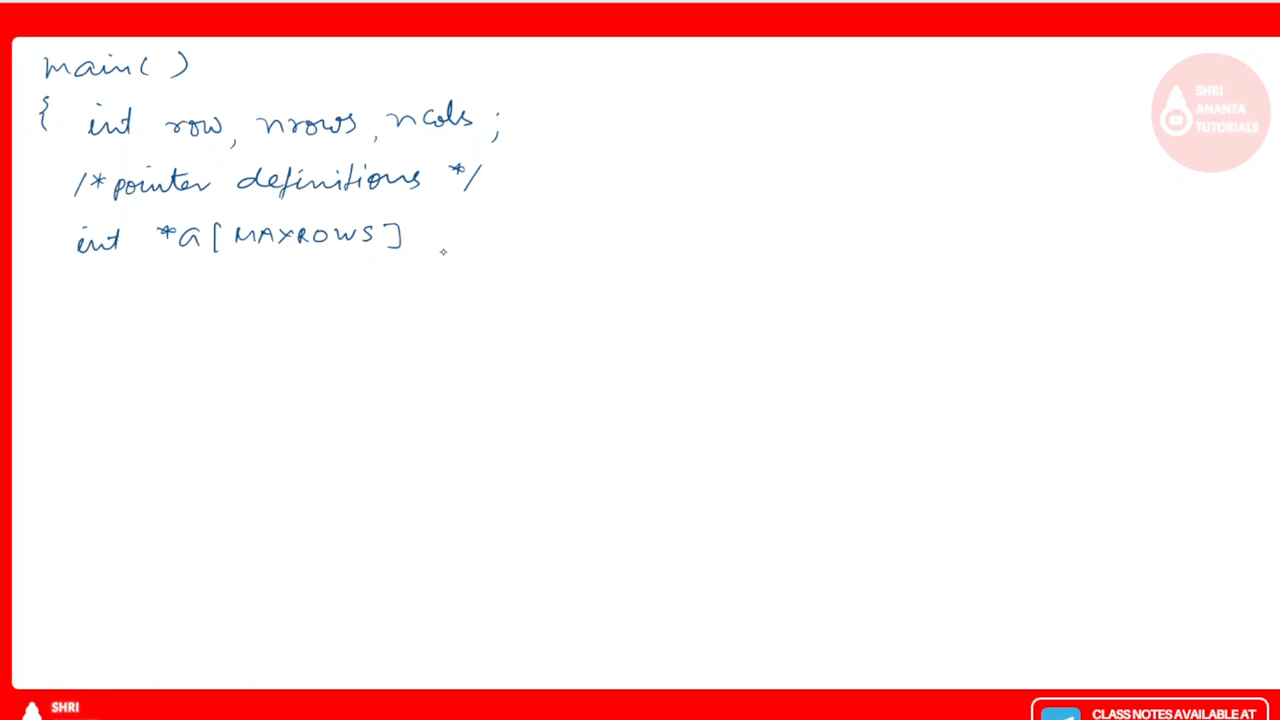 main( )
{ int row, nrows, ncols ;
/*pointer definitions */
int *a[MAXROWS]
SHRI
ANANTA
TUTORIALS
SHRI
CLASS NOTES AVAILABLE AT